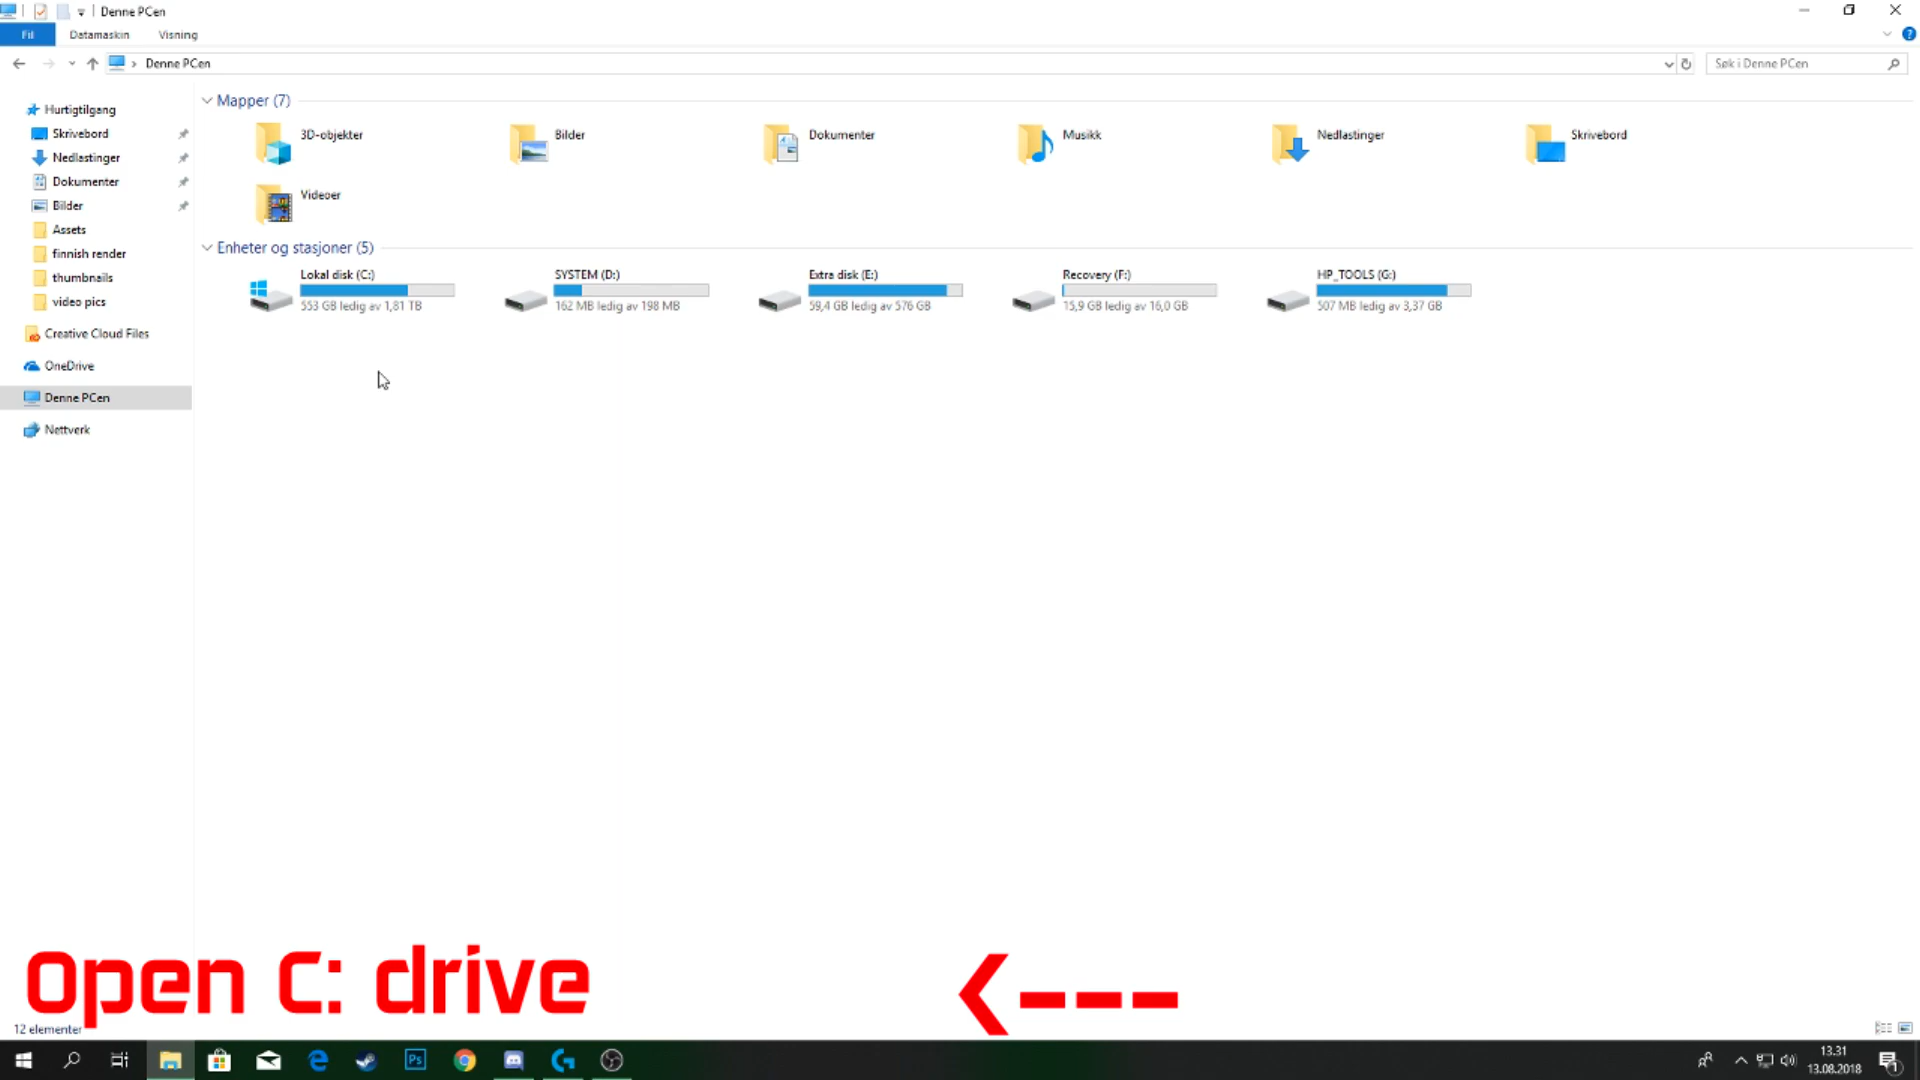 Denne PCen
Fil Datamaskin Visning
Denne PCen
Søk i Denne PCen
Hurtigtilgang
Skrivebord
Nedlastinger
Dokumenter
Bilder
Assets
finnish render
thumbnails
video pics
Creative Cloud Files
OneDrive
Denne PCen
Nettverk
Mapper (7)
3D-objekter
Bilder
Dokumenter
Musikk
Nedlastinger
Skrivebord
Videoer
Enheter og stasjoner (5)
Lokal disk (C:)
553 GB ledig av 1,81 TB
SYSTEM (D:)
162 MB ledig av 198 MB
Extra disk (E:)
59,4 GB ledig av 576 GB
Recovery (F:)
15,9 GB ledig av 16,0 GB
HP_TOOLS (G:)
507 MB ledig av 3,37 GB
Open C: drive <---
12 elementer
Ps
13.31
13.08.2018
1